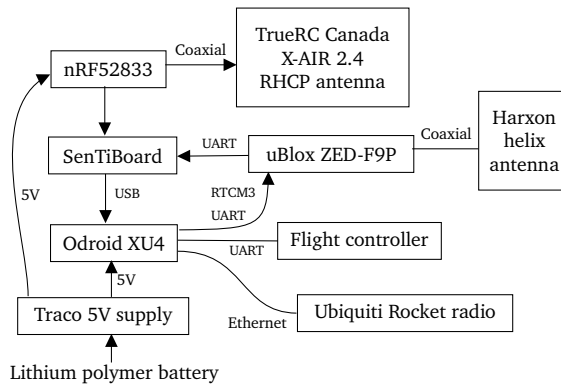 TrueRC Canada
X-AIR 2.4
RHCP antenna
Coaxial
nRF52833
Harxon
helix
antenna
Coaxial
UART
uBlox ZED-F9P
SenTiBoard
5V
USB
RTCM3
UART
Odroid XU4
UART
Flight controller
5V
Traco 5V supply
Ethernet
Ubiquiti Rocket radio
Lithium polymer battery